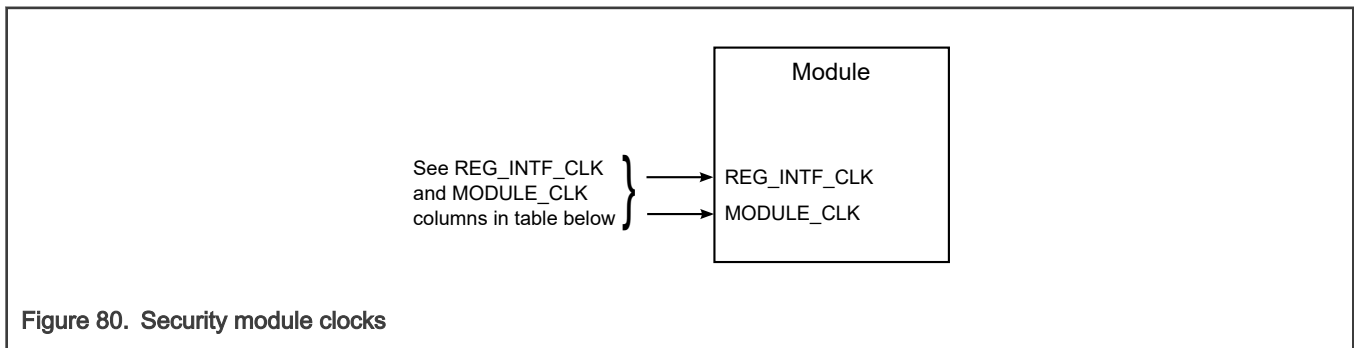 Module
See REG_INTF_CLK
and MODULE_CLK
columns in table below
REG_INTF_CLK
MODULE_CLK
Figure 80. Security module clocks